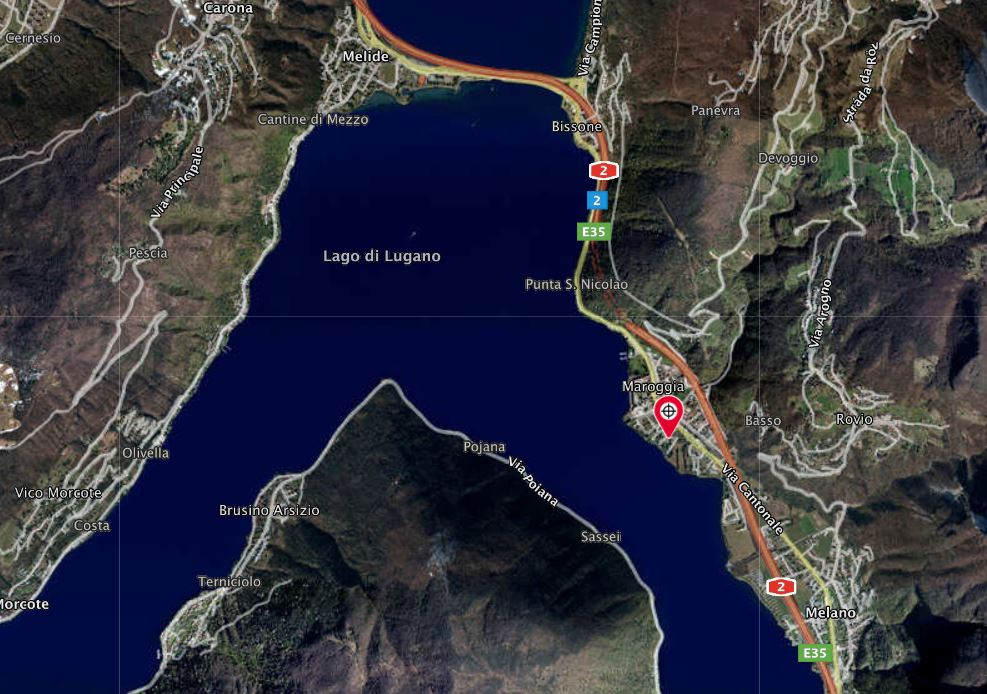 Carona
Cernesio
Via Campion
Melide
Strada da Röz
Panevra
Cantine di Mezzo
Bissone
Via Principale
Devoggio
2
2
E35
Pescia
Lago di Lugano
Punta S. Nicolao
Via Arogno
Maroggia
Basso
Rovio
Pojana
Olivella
Via Poiana
Via Cantonale
Vico Morcote
Brusino Arsizio
Costa
Sassei
Terniciolo
2
Morcote
Melano
E35